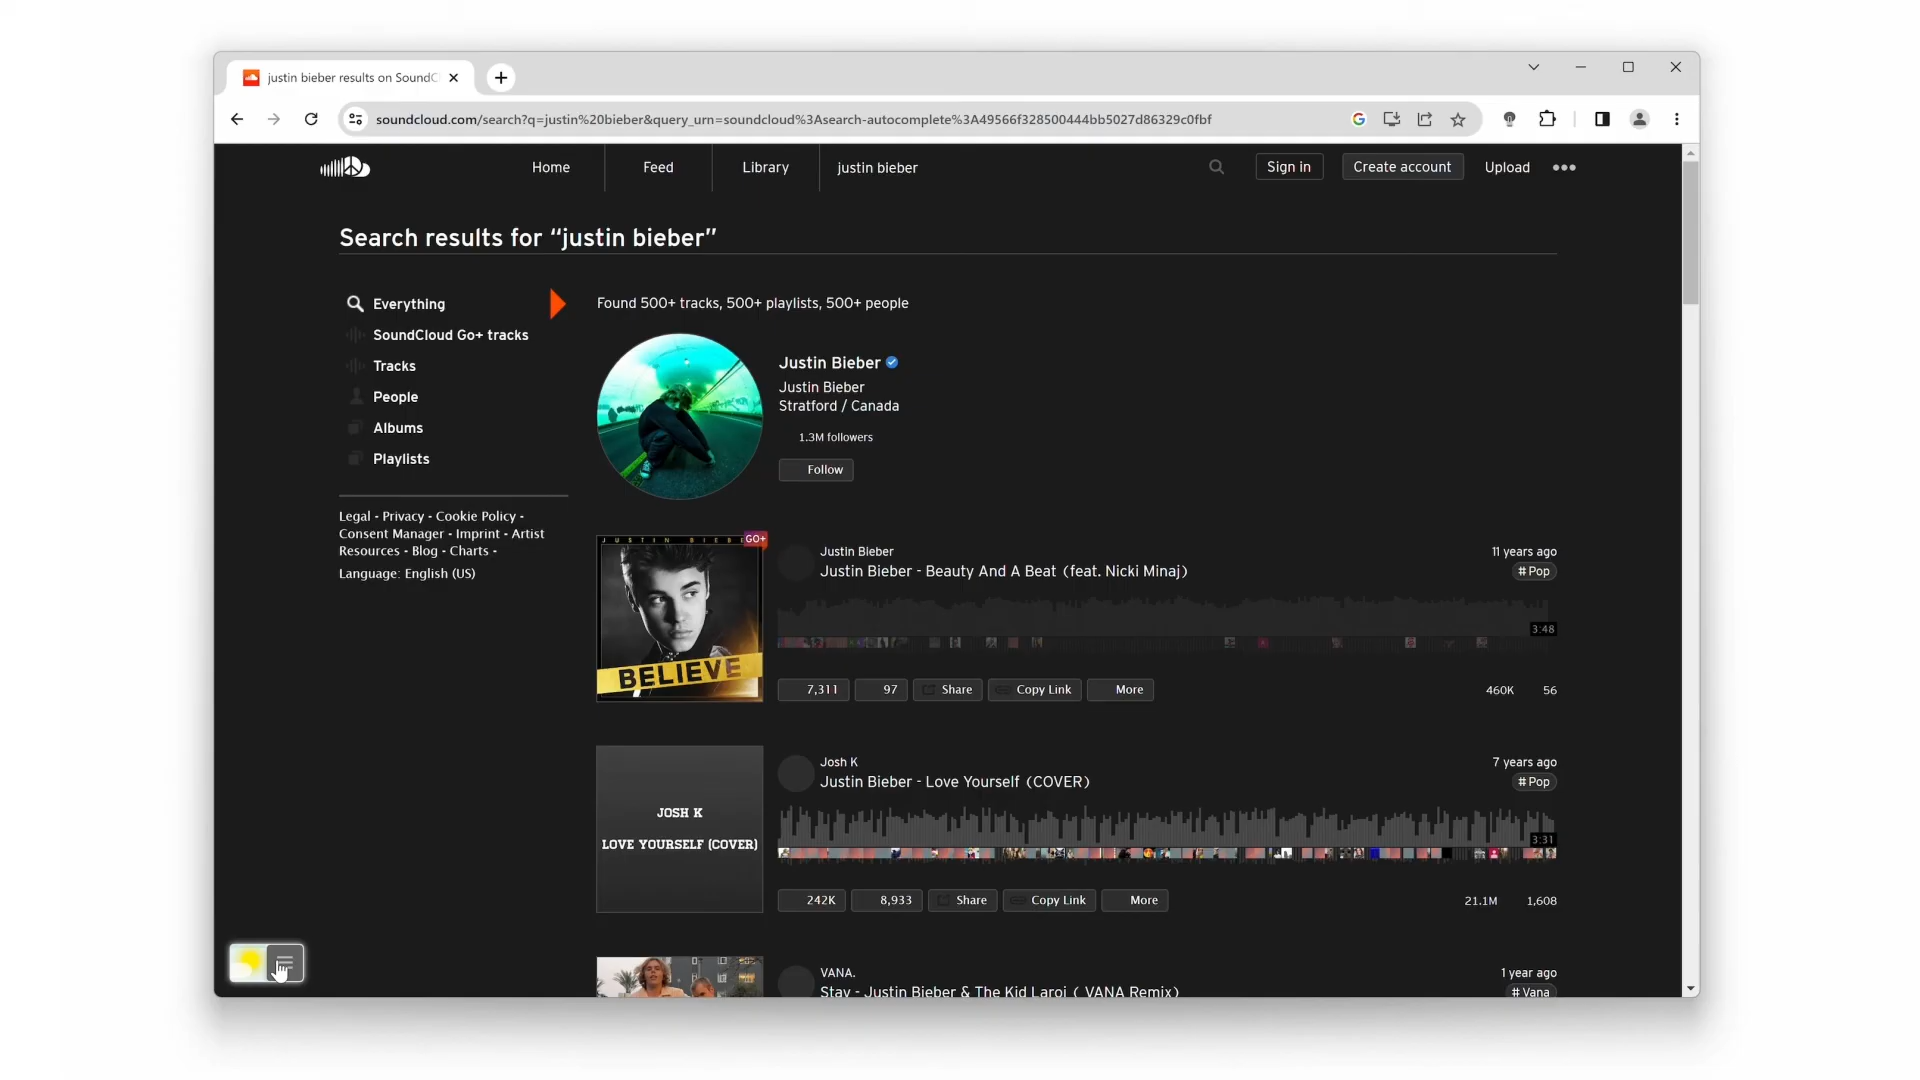 justin bieber results on SoundC
soundcloud.com/search?q=justin%20bieber&query_urn=soundcloud%3Asearch-autocomplete%3A49566f328500444bb5027d86329c0fbf
Home
Feed
Library
justin bieber
Sign in
Create account
Upload
Search results for “justin bieber”
Everything
SoundCloud Go+ tracks
Tracks
People
Albums
Playlists
Legal - Privacy - Cookie Policy -
Consent Manager - Imprint - Artist
Resources - Blog - Charts -
Language: English (US)
Found 500+ tracks, 500+ playlists, 500+ people
Justin Bieber
Justin Bieber
Stratford / Canada
1.3M followers
Follow
JUSTIN BIEBE
GO+
BELIEVE
Justin Bieber
11 years ago
Justin Bieber - Beauty And A Beat (feat. Nicki Minaj)
# Pop
3:48
7,311
97
Share
Copy Link
More
460K
56
JOSH K
LOVE YOURSELF (COVER)
Josh K
7 years ago
Justin Bieber - Love Yourself (COVER)
# Pop
3:31
242K
8,933
Share
Copy Link
More
21.1M
1,608
VANA.
1 year ago
Stay - Justin Bieber & The Kid Laroi ( VANA Remix)
# Vana